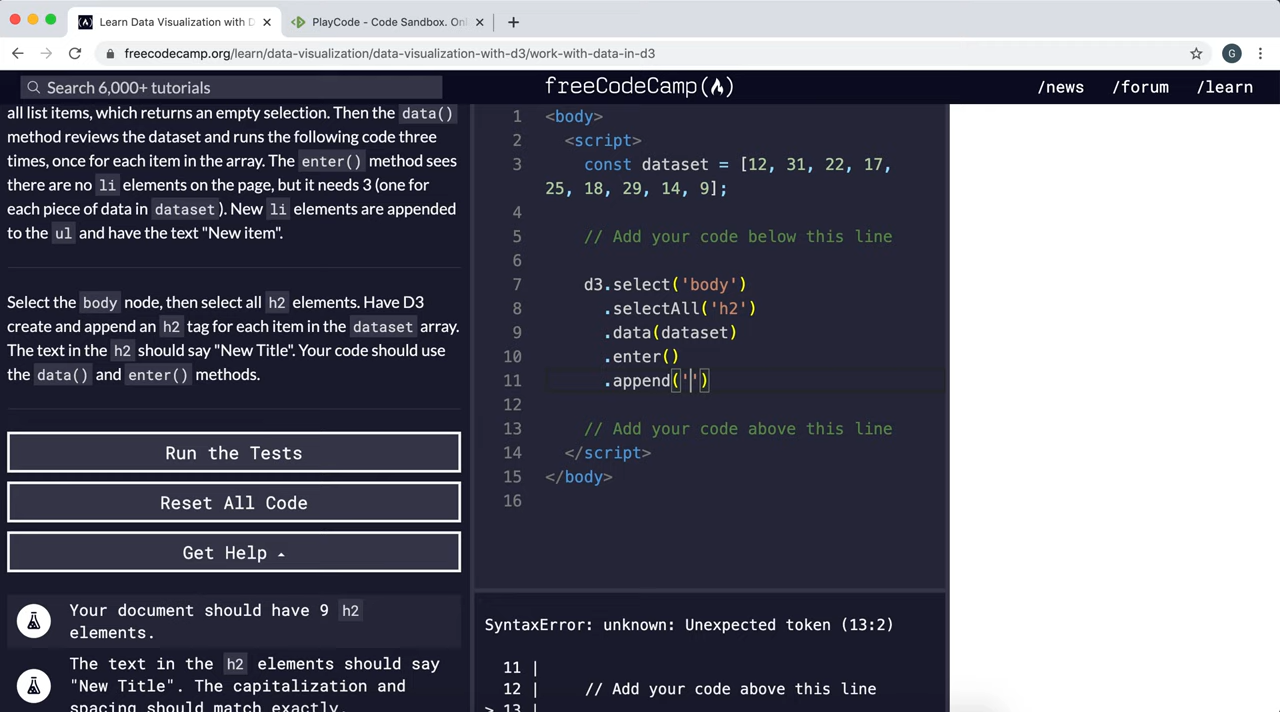 Learn Data Visualization with D
PlayCode - Code Sandbox. Onl
freecodecamp.org/learn/data-visualization/data-visualization-with-d3/work-with-data-in-d3
G
Search 6,000+ tutorials
freeCodeCamp
/news
/forum
/learn
all list items, which returns an empty selection. Then the data()
method reviews the dataset and runs the following code three
times, once for each item in the array. The enter() method sees
there are no li elements on the page, but it needs 3 (one for
each piece of data in dataset). New li elements are appended
to the ul and have the text "New item".
Select the body node, then select all h2 elements. Have D3
create and append an h2 tag for each item in the dataset array.
The text in the h2 should say "New Title". Your code should use
the data() and enter() methods.
Run the Tests
Reset All Code
Get Help
Your document should have 9 h2
elements.
The text in the h2 elements should say
"New Title". The capitalization and
spacing should match exactly.
1 <body>
2 <script>
3 const dataset = [12, 31, 22, 17,
25, 18, 29, 14, 9];
4
5 // Add your code below this line
6
7 d3.select('body')
8 .selectAll('h2')
9 .data(dataset)
10 .enter()
11 .append('')
12
13 // Add your code above this line
14 </script>
15 </body>
16
SyntaxError: unknown: Unexpected token (13:2)
11 |
12 | // Add your code above this line
> 13 |